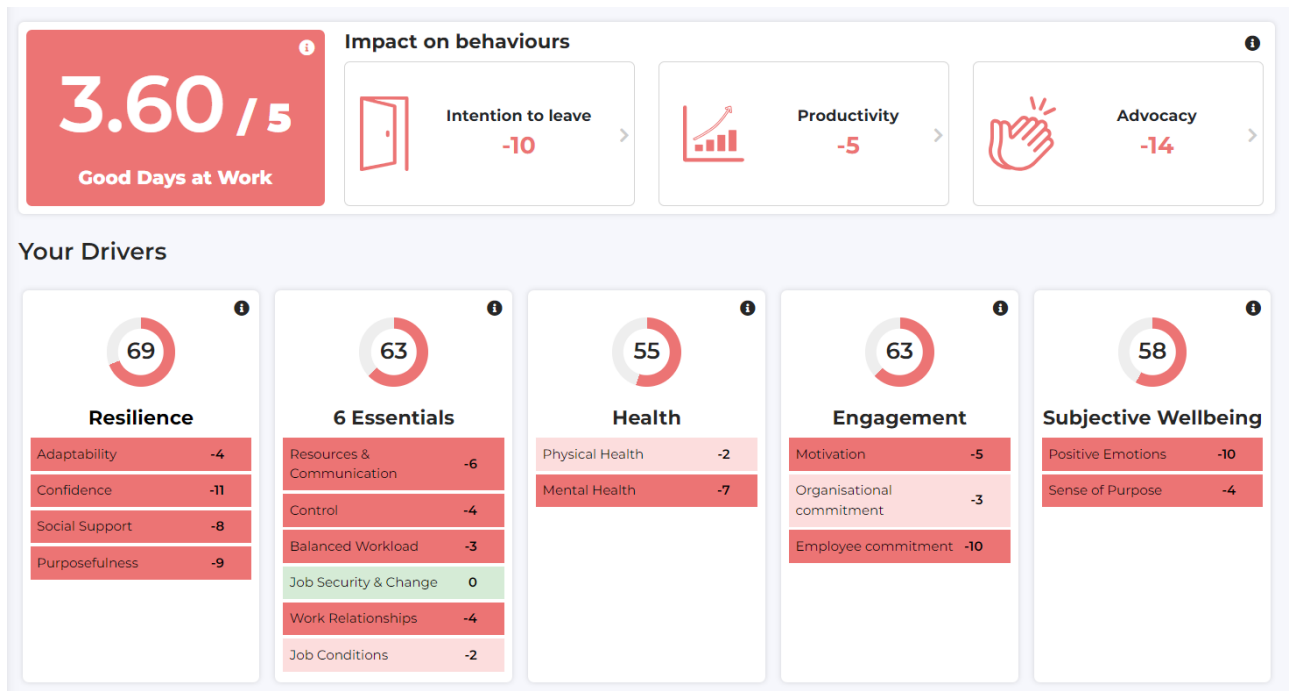 3.60 / 5
Good Days at Work
Impact on behaviours
Intention to leave
-10
Productivity
-5
Advocacy
-14
Your Drivers
69
Resilience
Adaptability -4
Confidence -11
Social Support -8
Purposefulness -9
63
6 Essentials
Resources &
Communication -6
Control -4
Balanced Workload -3
Job Security & Change 0
Work Relationships -4
Job Conditions -2
55
Health
Physical Health -2
Mental Health -7
63
Engagement
Motivation -5
Organisational
commitment -3
Employee commitment -10
58
Subjective Wellbeing
Positive Emotions -10
Sense of Purpose -4